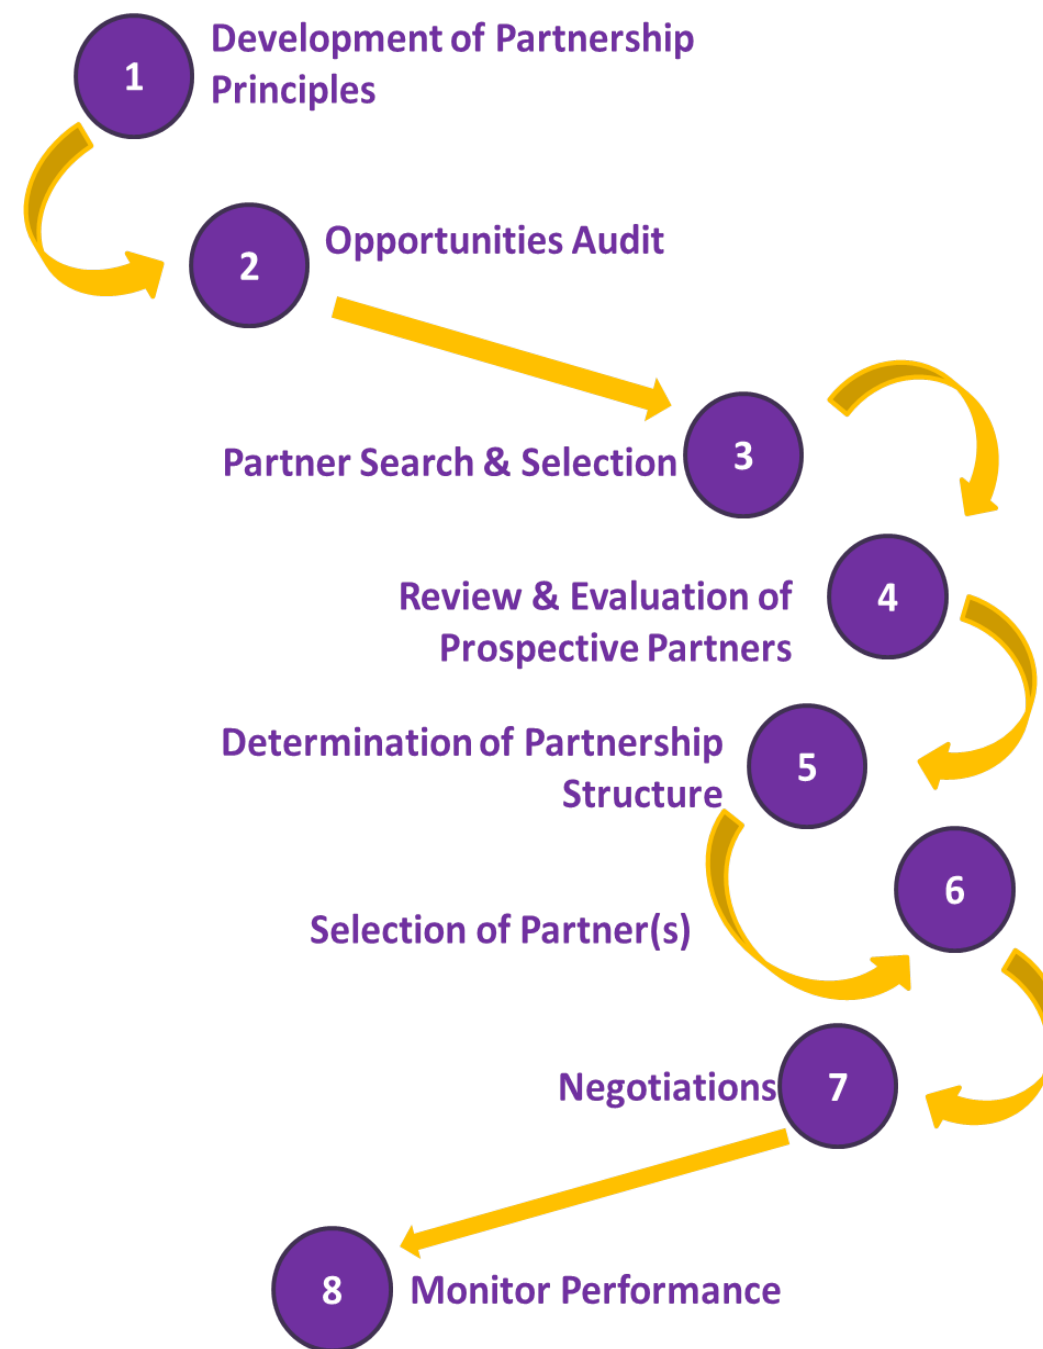 1
Development of Partnership
Principles
2
Opportunities Audit
Partner Search & Selection
3
Review & Evaluation of
Prospective Partners
4
Determination of Partnership
Structure
5
Selection of Partner(s)
6
Negotiations
7
8
Monitor Performance